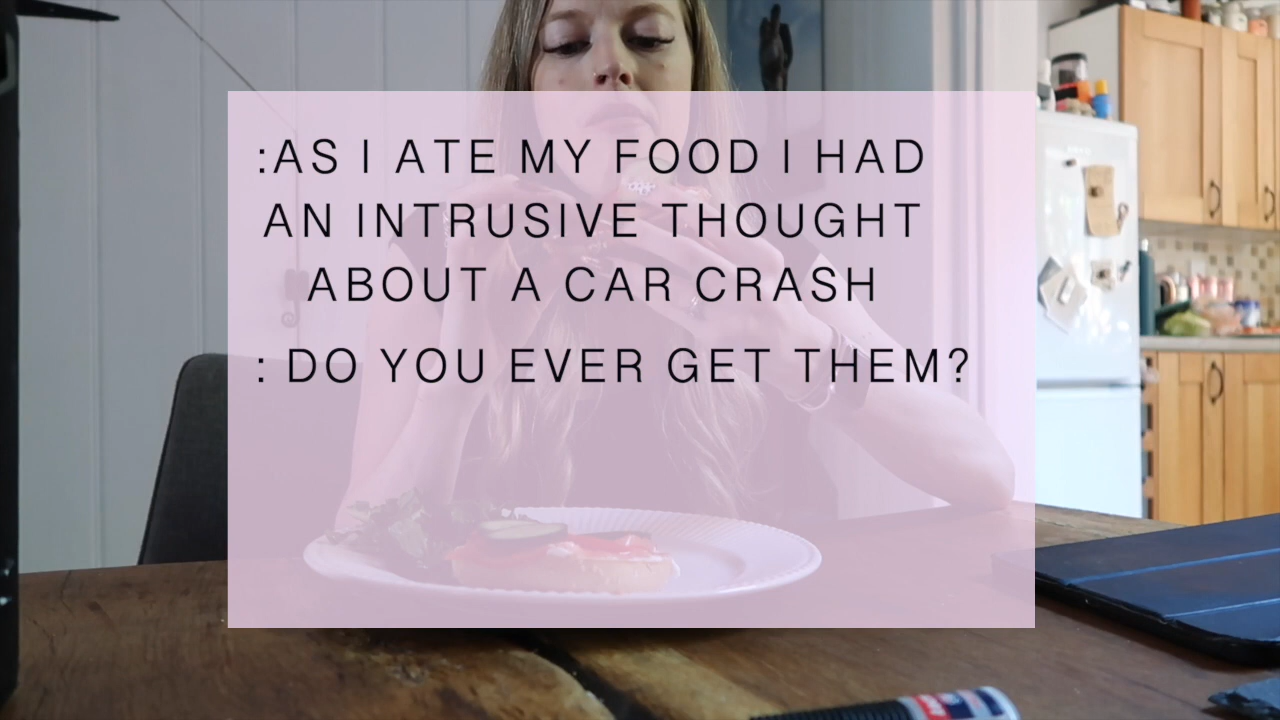 :AS I ATE MY FOOD I HAD
AN INTRUSIVE THOUGHT
ABOUT A CAR CRASH
: DO YOU EVER GET THEM?